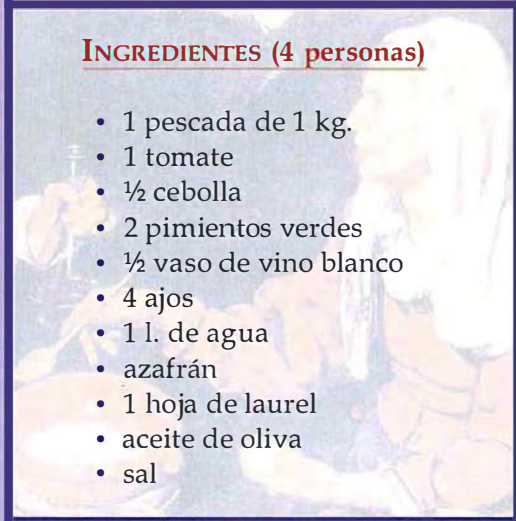 INGREDIENTES (4 personas)
• 1 pescada de 1 kg.
• 1 tomate
• ½ cebolla
• 2 pimientos verdes
• ½ vaso de vino blanco
• 4 ajos
• 1 l. de agua
• azafrán
• 1 hoja de laurel
• aceite de oliva
• sal